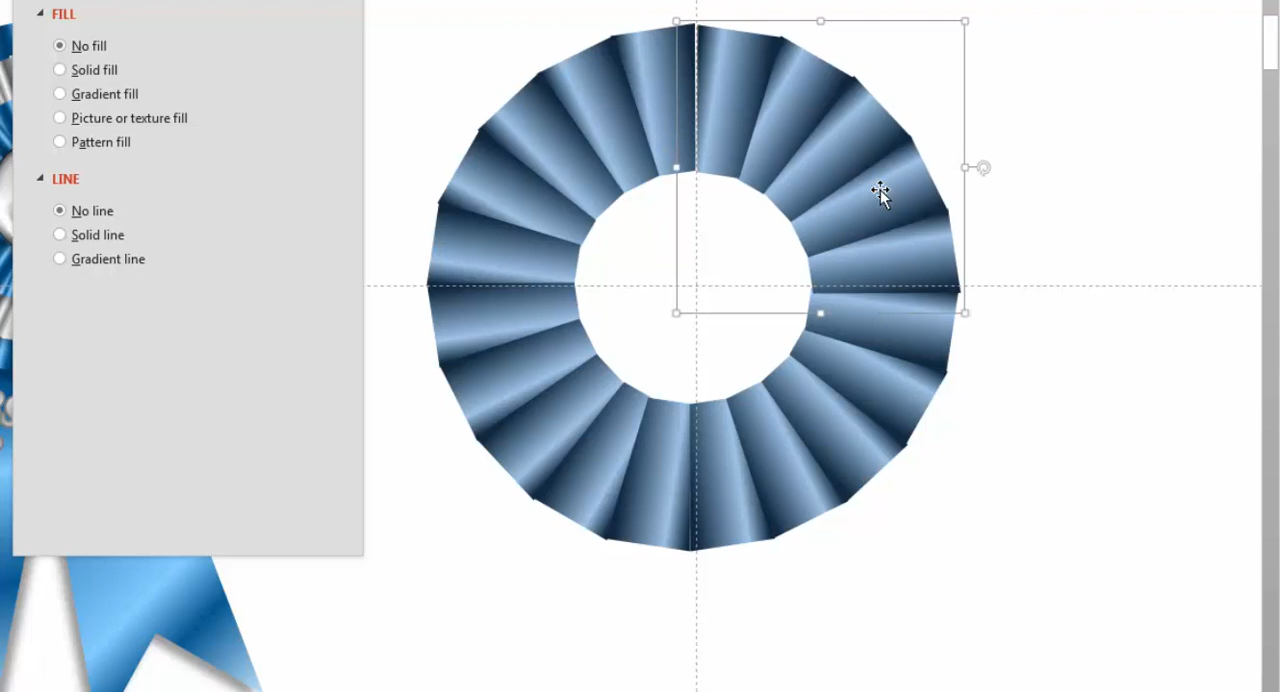 FILL
No fill
Solid fill
Gradient fill
Picture or texture fill
Pattern fill
LINE
No line
Solid line
Gradient line